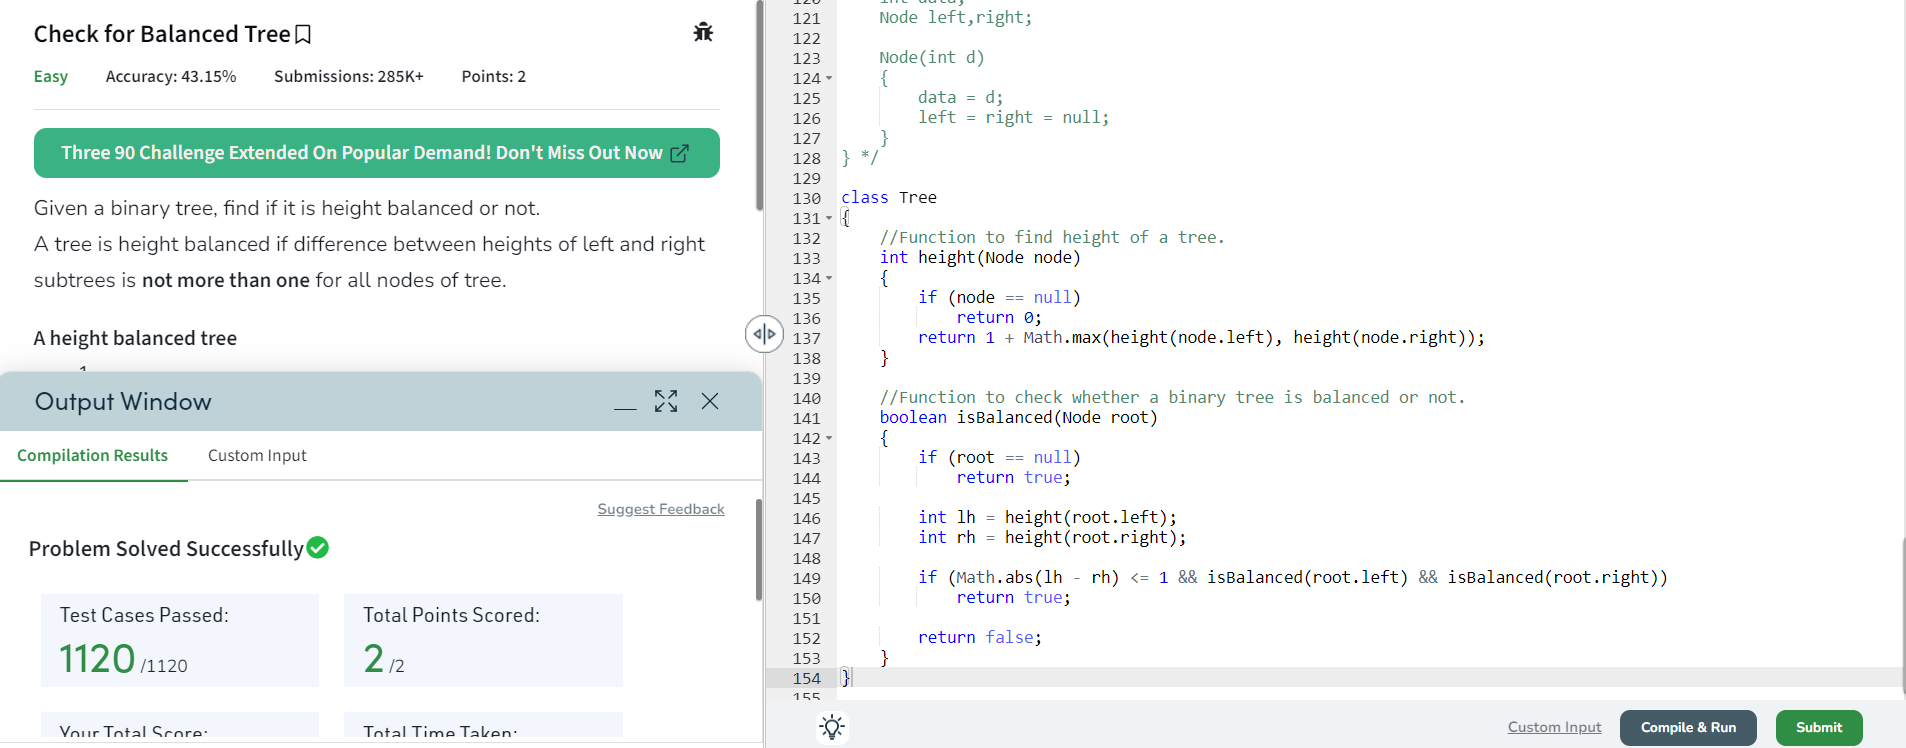 Check for Balanced Tree
Easy Accuracy: 43.15% Submissions: 285K+ Points: 2
Three 90 Challenge Extended On Popular Demand! Don't Miss Out Now
Given a binary tree, find if it is height balanced or not.
A tree is height balanced if difference between heights of left and right
subtrees is not more than one for all nodes of tree.
A height balanced tree
1
Output Window
Compilation Results Custom Input
Suggest Feedback
Problem Solved Successfully
Test Cases Passed: Total Points Scored:
1120 /1120 2 /2
Your Total Score: Total Time Taken:
120 int data;
121 Node left,right;
122
123 Node(int d)
124 {
125 data = d;
126 left = right = null;
127 }
128 } */
129
130 class Tree
131 {
132 //Function to find height of a tree.
133 int height(Node node)
134 {
135 if (node == null)
136 return 0;
137 return 1 + Math.max(height(node.left), height(node.right));
138 }
139
140 //Function to check whether a binary tree is balanced or not.
141 boolean isBalanced(Node root)
142 {
143 if (root == null)
144 return true;
145
146 int lh = height(root.left);
147 int rh = height(root.right);
148
149 if (Math.abs(lh - rh) <= 1 && isBalanced(root.left) && isBalanced(root.right))
150 return true;
151
152 return false;
153 }
154 }
155
Custom Input Compile & Run Submit